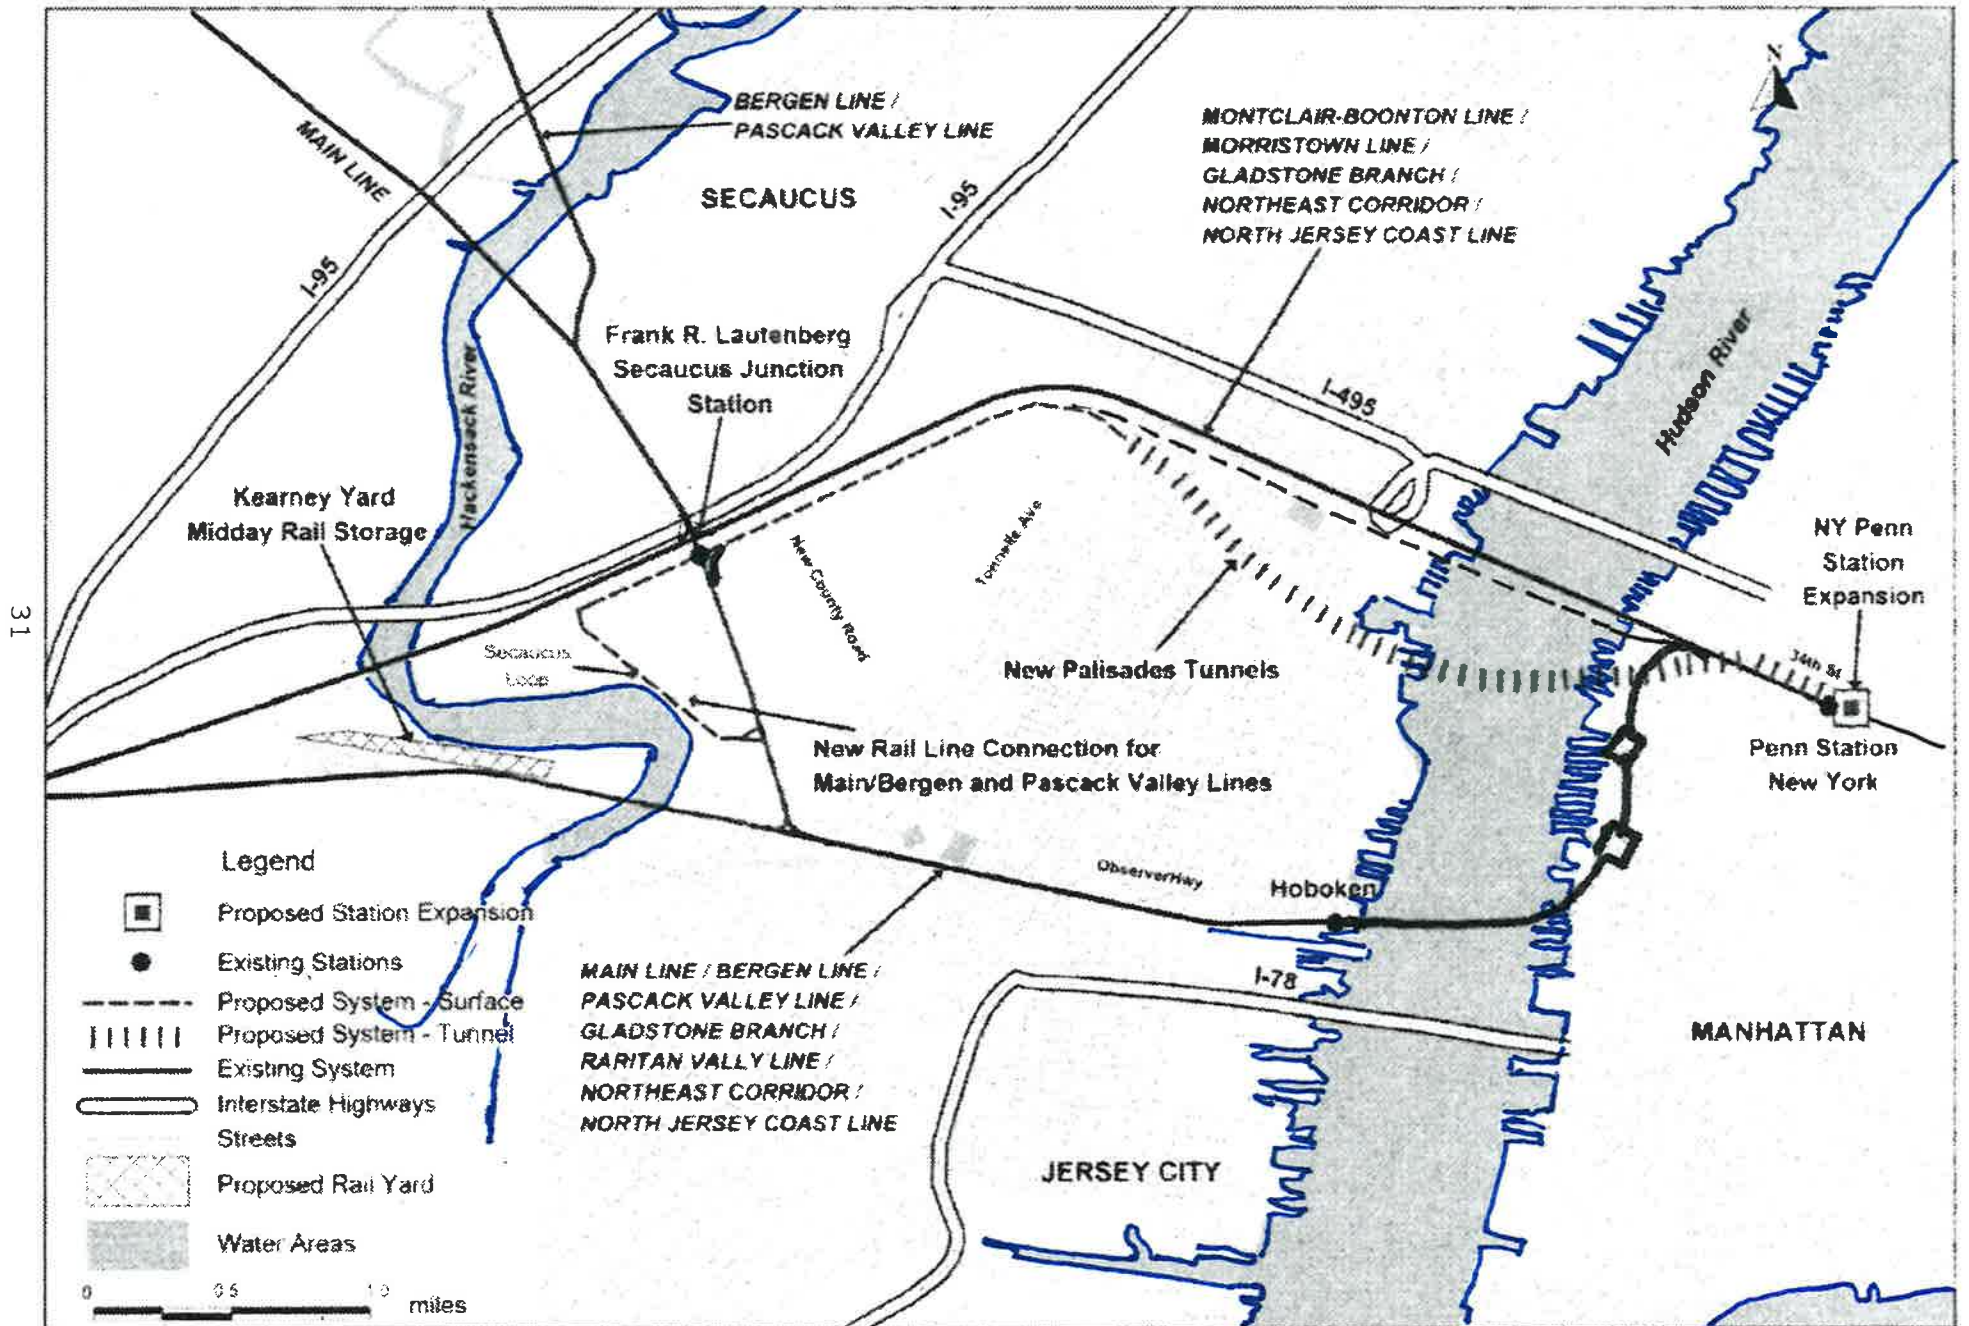 BERGEN LINE /
PASCACK VALLEY LINE
MAIN LINE
SECAUCUS
I-95
I-95
MONTCLAIR-BOONTON LINE /
MORRISTOWN LINE /
GLADSTONE BRANCH /
NORTHEAST CORRIDOR /
NORTH JERSEY COAST LINE
N
Hudson River
Hackensack River
Frank R. Lautenberg
Secaucus Junction
Station
I-495
Kearney Yard
Midday Rail Storage
New County Road
Tonnelle Ave
NY Penn
Station
Expansion
31
Secaucus
Loop
New Palisades Tunnels
34th St
New Rail Line Connection for
Main/Bergen and Pascack Valley Lines
Penn Station
New York
Observer Hwy
Hoboken
I-78
MAIN LINE / BERGEN LINE /
PASCACK VALLEY LINE /
GLADSTONE BRANCH /
RARITAN VALLY LINE /
NORTHEAST CORRIDOR /
NORTH JERSEY COAST LINE
MANHATTAN
JERSEY CITY
Legend
Proposed Station Expansion
Existing Stations
Proposed System - Surface
Proposed System - Tunnel
Existing System
Interstate Highways
Streets
Proposed Rail Yard
Water Areas
0 0.5 1.0 miles